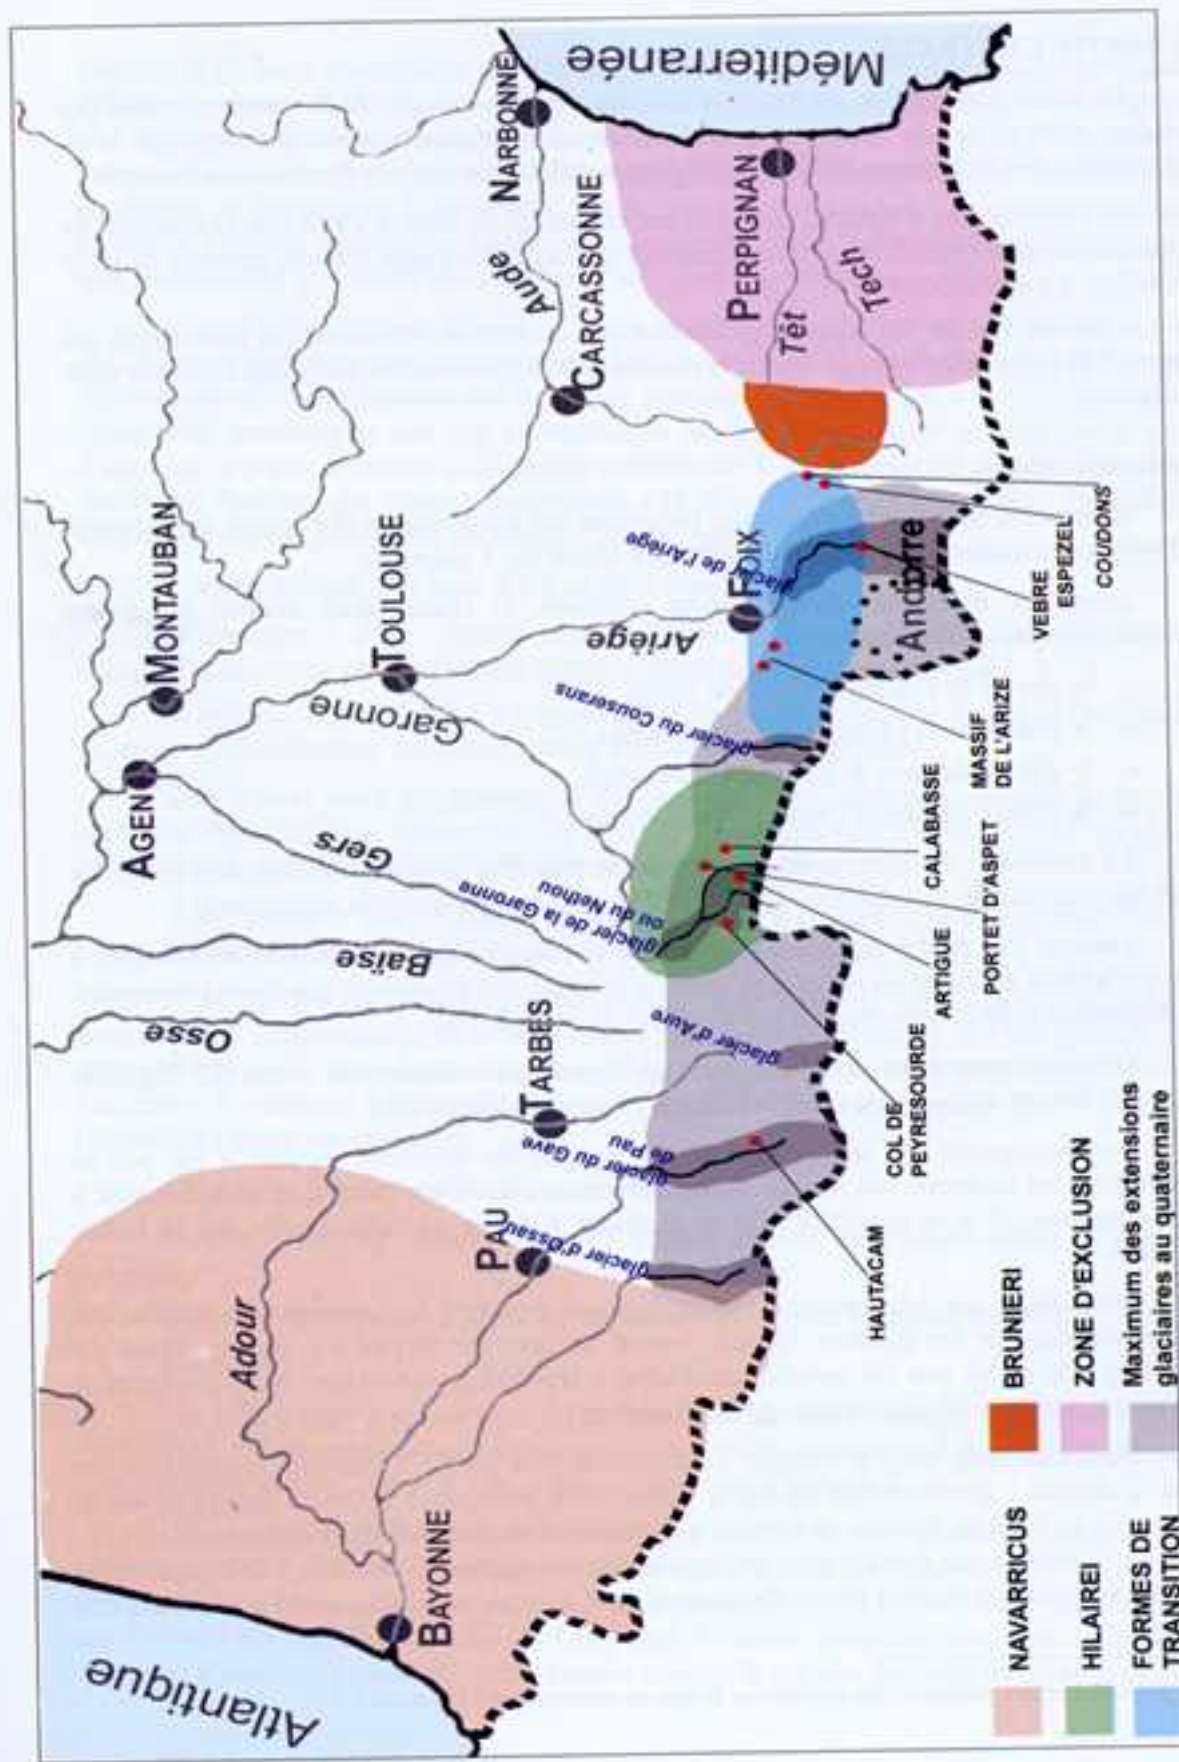 Atlantique
Méditerranée
BAYONNE
PAU
TARBES
AGEN
MONTAUBAN
TOULOUSE
FOIX
CARCASSONNE
NARBONNE
PERPIGNAN
Andorre
Adour
Osse
Baïse
Gers
Garonne
Ariège
Aude
Têt
Tech
glacier d'Ossau
glacier du Gave
de Pau
glacier d'Aure
glacier de la Garonne
ou du Nethou
glacier du Couserans
glacier de l'Ariège
HAUTACAM
COL DE
PEYRESOURDE
ARTIGUE
PORTET D'ASPET
CALABASSE
MASSIF
DE L'ARIZE
VEBRE
ESPEZEL
COUDONS
NAVARRICUS
HILAIREI
FORMES DE
TRANSITION
BRUNIERI
ZONE D'EXCLUSION
Maximum des extensions
glaciaires au quaternaire